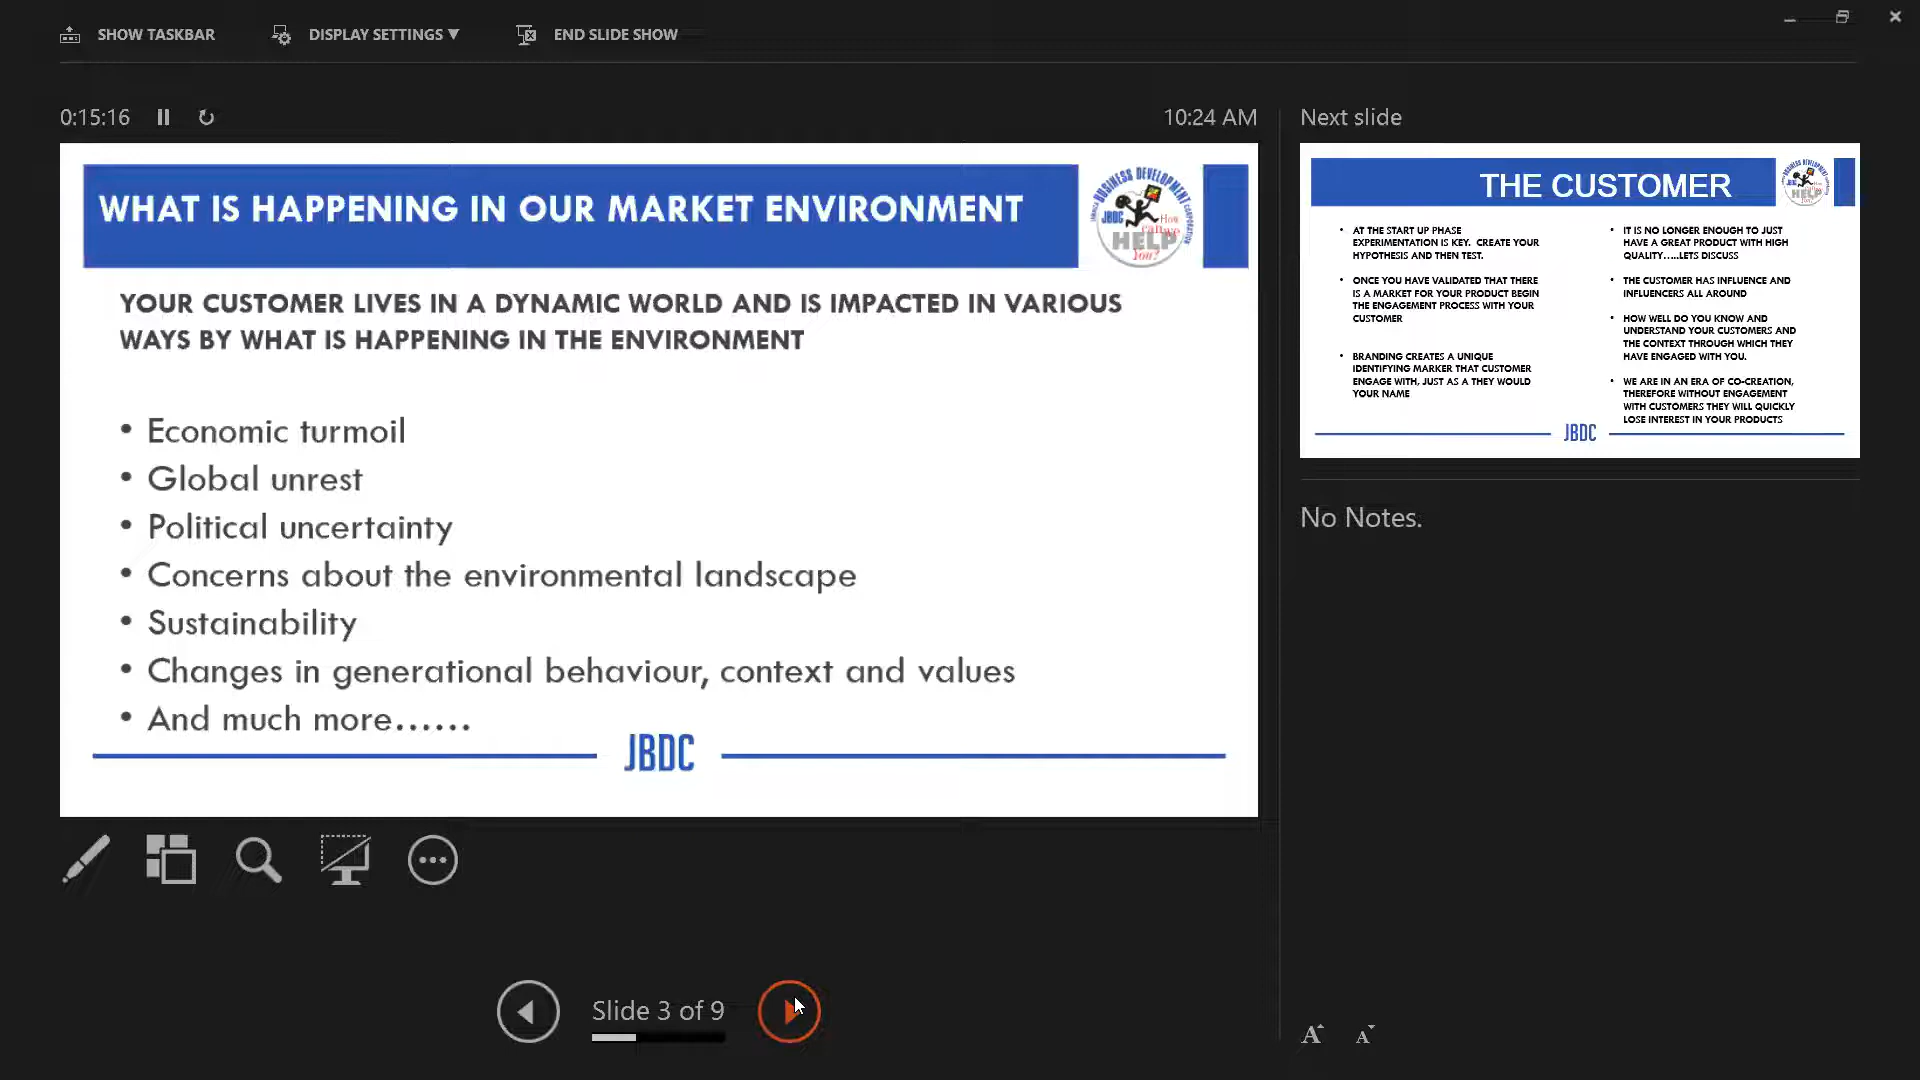 SHOW TASKBAR
DISPLAY SETTINGS ▼
END SLIDE SHOW
0:15:16
10:24 AM
WHAT IS HAPPENING IN OUR MARKET ENVIRONMENT
BUSINESS DEVELOPMENT
CORPORATION
JBDC
How
can we
HELP
You?
YOUR CUSTOMER LIVES IN A DYNAMIC WORLD AND IS IMPACTED IN VARIOUS
WAYS BY WHAT IS HAPPENING IN THE ENVIRONMENT
• Economic turmoil
• Global unrest
• Political uncertainty
• Concerns about the environmental landscape
• Sustainability
• Changes in generational behaviour, context and values
• And much more......
JBDC
Slide 3 of 9
Next slide
THE CUSTOMER
• AT THE START UP PHASE
EXPERIMENTATION IS KEY. CREATE YOUR
HYPOTHESIS AND THEN TEST.
• ONCE YOU HAVE VALIDATED THAT THERE
IS A MARKET FOR YOUR PRODUCT BEGIN
THE ENGAGEMENT PROCESS WITH YOUR
CUSTOMER
• BRANDING CREATES A UNIQUE
IDENTIFYING MARKER THAT CUSTOMER
ENGAGE WITH, JUST AS A THEY WOULD
YOUR NAME
• IT IS NO LONGER ENOUGH TO JUST
HAVE A GREAT PRODUCT WITH HIGH
QUALITY.....LETS DISCUSS
• THE CUSTOMER HAS INFLUENCE AND
INFLUENCERS ALL AROUND
• HOW WELL DO YOU KNOW AND
UNDERSTAND YOUR CUSTOMERS AND
THE CONTEXT THROUGH WHICH THEY
HAVE ENGAGED WITH YOU.
• WE ARE IN AN ERA OF CO-CREATION,
THEREFORE WITHOUT ENGAGEMENT
WITH CUSTOMERS THEY WILL QUICKLY
LOSE INTEREST IN YOUR PRODUCTS
JBDC
No Notes.
A A